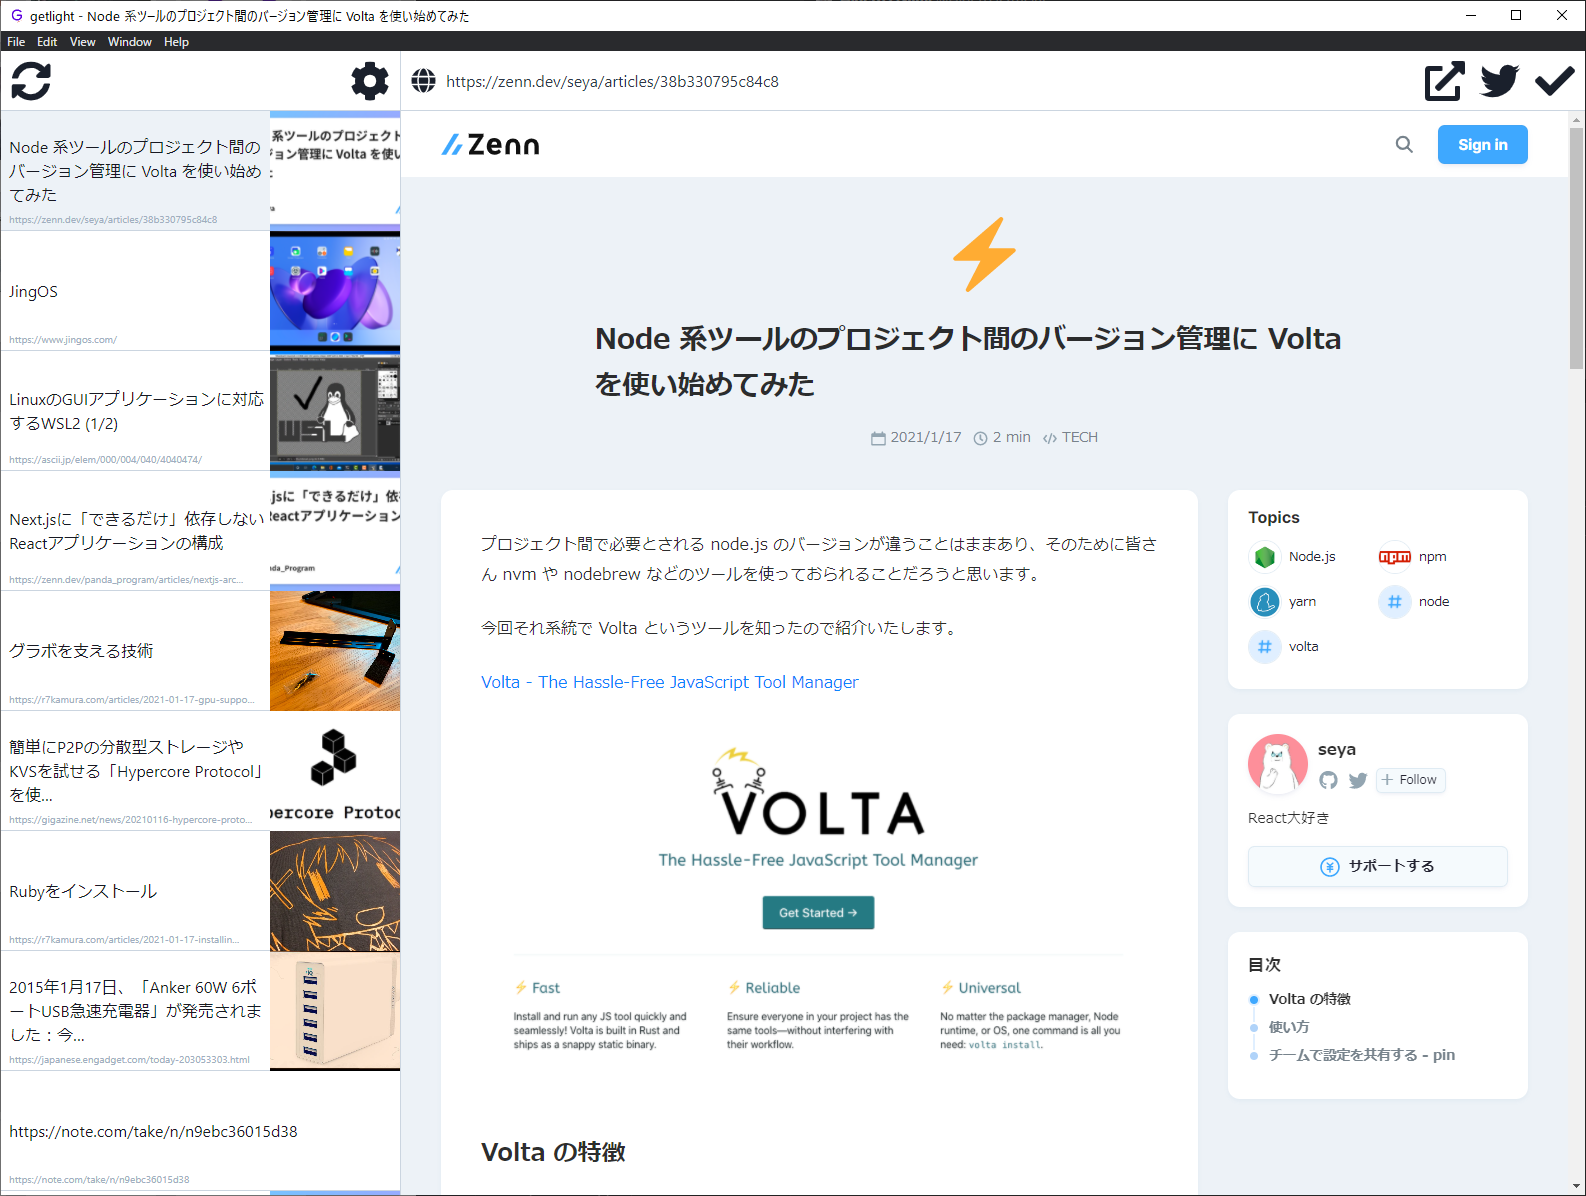 getlight - Node 系ツールのプロジェクト間のバージョン管理に Volta を使い始めてみた
File Edit View Window Help
https://zenn.dev/seya/articles/38b330795c84c8
Node 系ツールのプロジェクト間の
バージョン管理に Volta を使い始め
てみた
https://zenn.dev/seya/articles/38b330795c84c8
系ツールのプロジェクト
ジョン管理に Volta を使い
JingOS
https://www.jingos.com/
LinuxのGUIアプリケーションに対応
するWSL2 (1/2)
https://ascii.jp/elem/000/004/040/4040474/
WSL
Next.jsに「できるだけ」依存しない
Reactアプリケーションの構成
https://zenn.dev/panda_program/articles/nextjs-arc...
.jsに「できるだけ」依
Reactアプリケーション
nda_Program
グラボを支える技術
https://r7kamura.com/articles/2021-01-17-gpu-suppo...
簡単にP2Pの分散型ストレージや
KVSを試せる「Hypercore Protocol」
を使...
https://gigazine.net/news/20210116-hypercore-proto...
percore Protoc
Rubyをインストール
https://r7kamura.com/articles/2021-01-17-installin...
2015年1月17日、「Anker 60W 6ポ
ートUSB急速充電器」が発売されま
した：今...
https://japanese.engadget.com/today-203053303.html
IQ
https://note.com/take/n/n9ebc36015d38
https://note.com/take/n/n9ebc36015d38
Zenn
Sign in
Node 系ツールのプロジェクト間のバージョン管理に Volta
を使い始めてみた
2021/1/17 2 min TECH
プロジェクト間で必要とされる node.js のバージョンが違うことはままあり、そのために皆さ
ん nvm や nodebrew などのツールを使っておられることだろうと思います。
今回それ系統で Volta というツールを知ったので紹介いたします。
Volta - The Hassle-Free JavaScript Tool Manager
VOLTA
The Hassle-Free JavaScript Tool Manager
Get Started →
Fast
Install and run any JS tool quickly and
seamlessly! Volta is built in Rust and
ships as a snappy static binary.
Reliable
Ensure everyone in your project has the
same tools—without interfering with
their workflow.
Universal
No matter the package manager, Node
runtime, or OS, one command is all you
need: volta install.
Volta の特徴
Topics
Node.js
npm
npm
yarn
# node
# volta
seya
+ Follow
React大好き
¥ サポートする
目次
Volta の特徴
使い方
チームで設定を共有する - pin